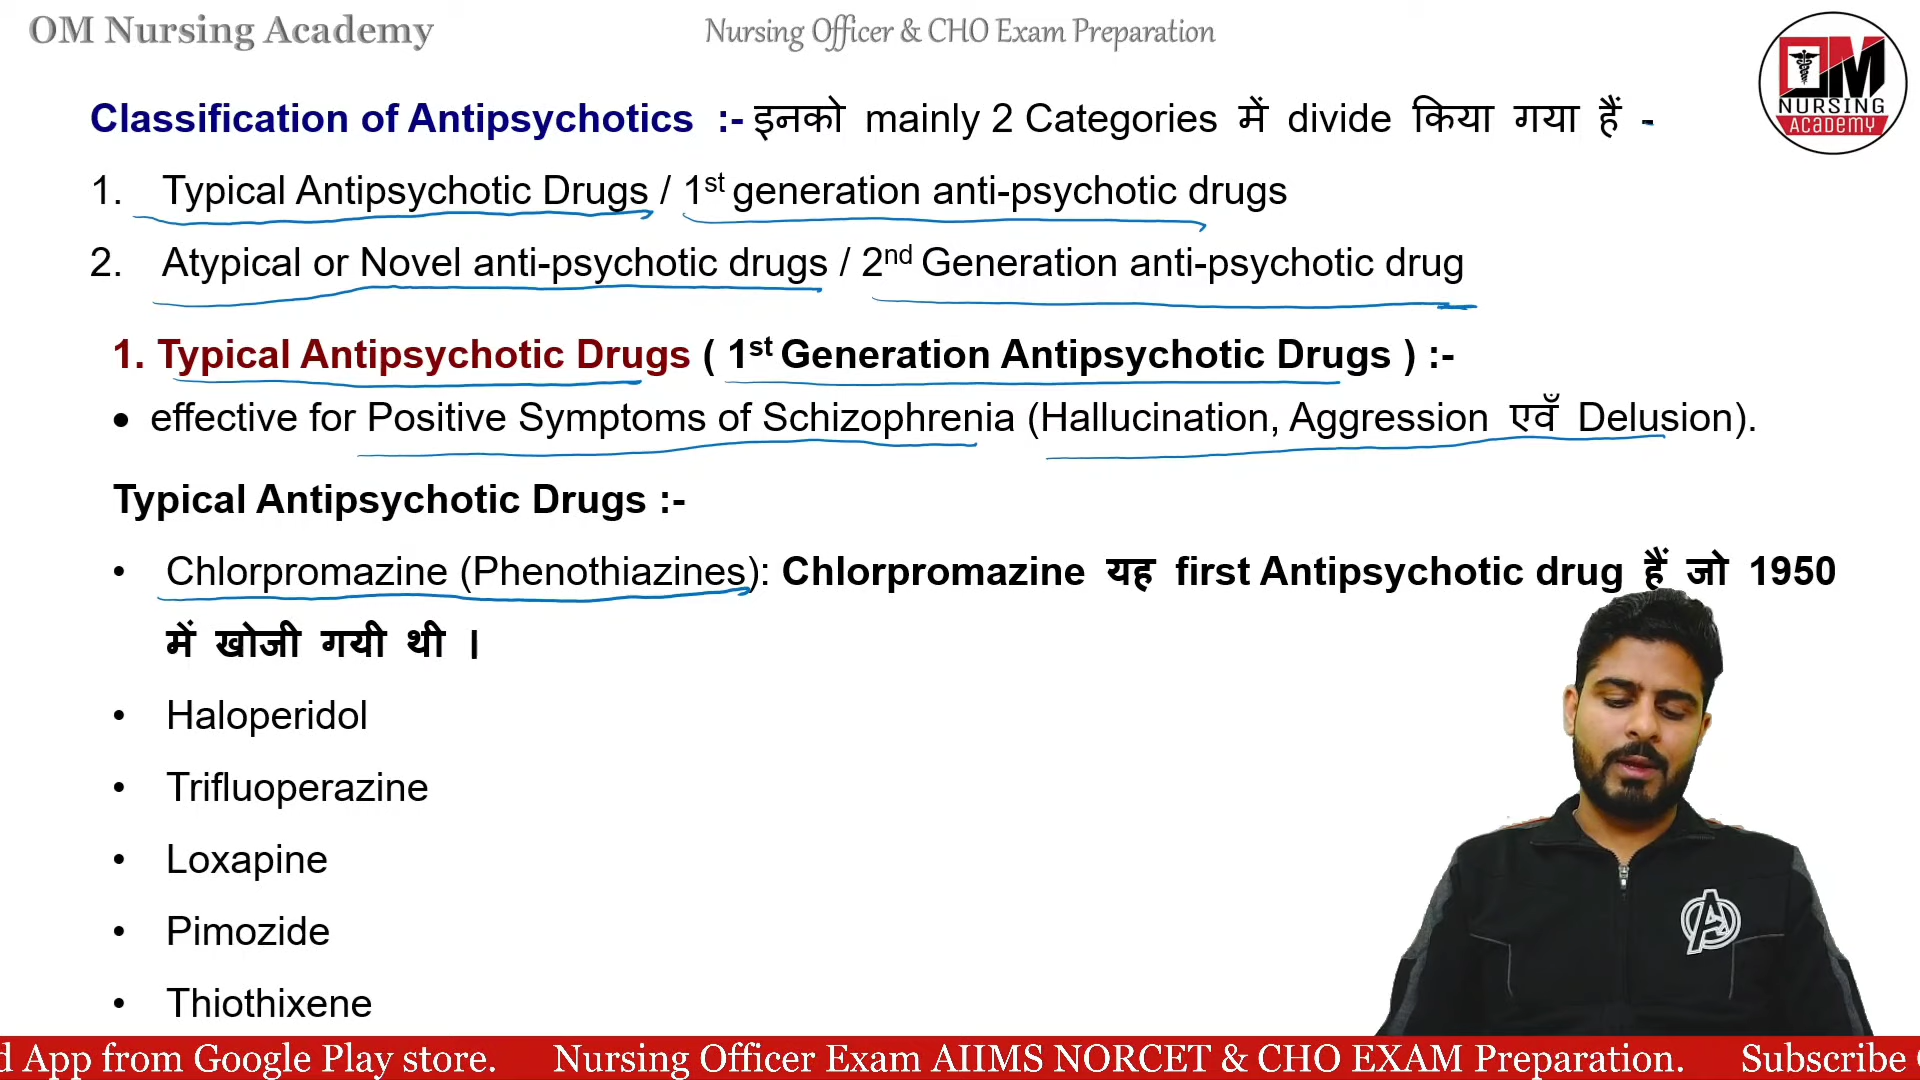 OM Nursing Academy
Nursing Officer & CHO Exam Preparation
OM
NURSING
ACADEMY
Classification of Antipsychotics :- इनको mainly 2 Categories में divide किया गया हैं -
1. Typical Antipsychotic Drugs / 1st generation anti-psychotic drugs
2. Atypical or Novel anti-psychotic drugs / 2nd Generation anti-psychotic drug
1. Typical Antipsychotic Drugs ( 1st Generation Antipsychotic Drugs ) :-
• effective for Positive Symptoms of Schizophrenia (Hallucination, Aggression एवँ Delusion).
Typical Antipsychotic Drugs :-
• Chlorpromazine (Phenothiazines): Chlorpromazine यह first Antipsychotic drug हैं जो 1950
में खोजी गयी थी ।
• Haloperidol
• Trifluoperazine
• Loxapine
• Pimozide
• Thiothixene
d App from Google Play store. Nursing Officer Exam AIIMS NORCET & CHO EXAM Preparation. Subscribe